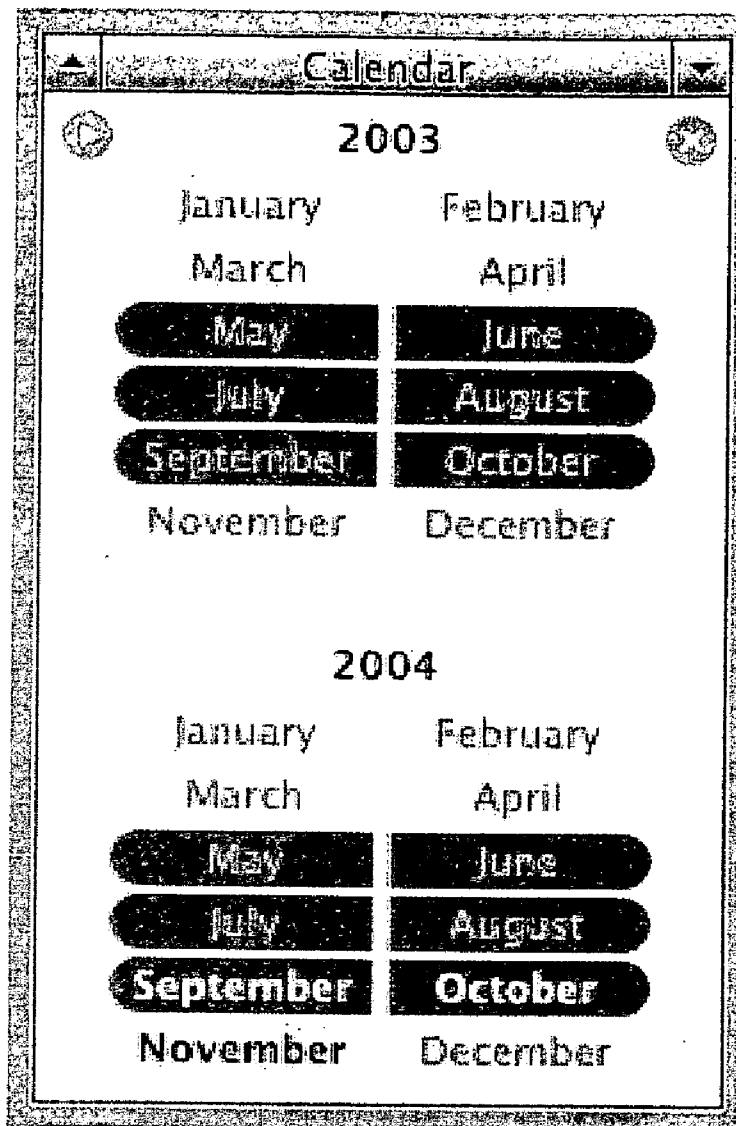 Calendar
2003
January February
March April
May June
July August
September October
November December
2004
January February
March April
May June
July August
September October
November December